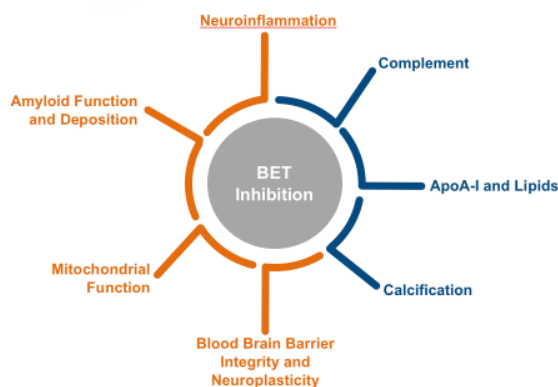 Neuroinflammation
Complement
Amyloid Function
and Deposition
BET
Inhibition
ApoA-I and Lipids
Mitochondrial
Function
Calcification
Blood Brain Barrier
Integrity and
Neuroplasticity